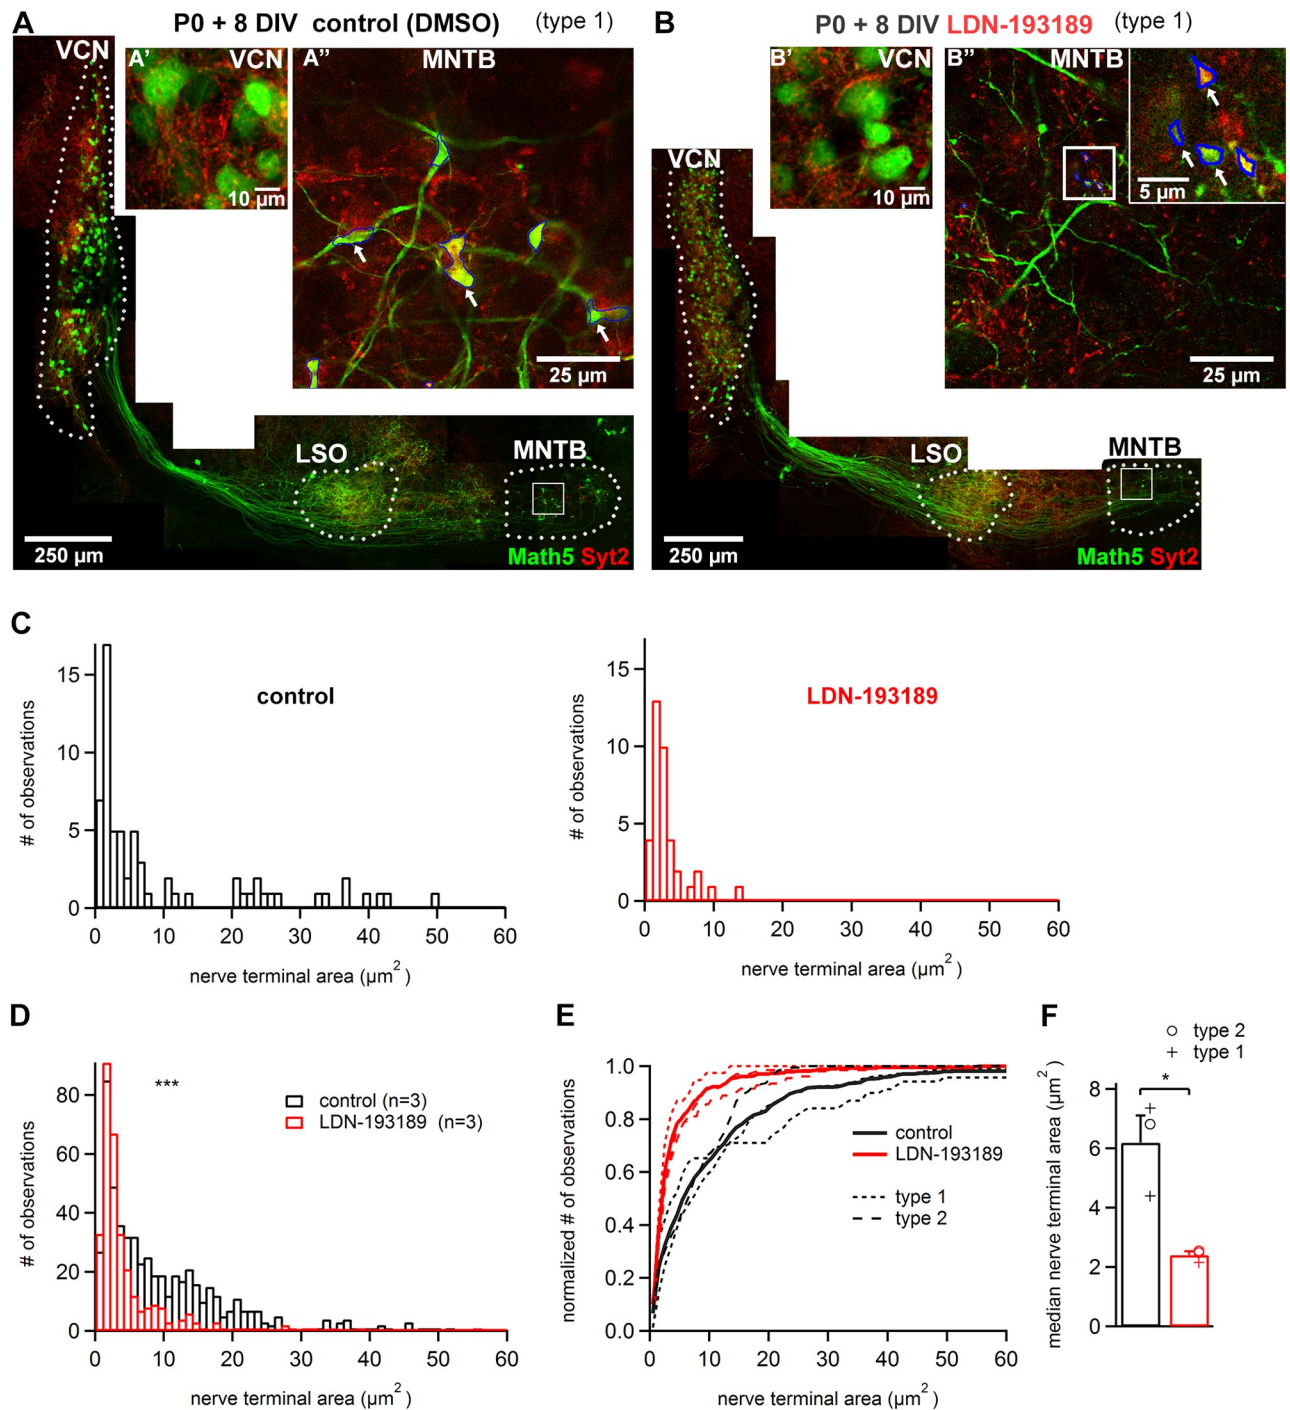 A P0 + 8 DIV control (DMSO) (type 1)
VCN
A' VCN
10 µm
A" MNTB
25 µm
LSO
MNTB
250 µm
Math5 Syt2
B P0 + 8 DIV LDN-193189 (type 1)
VCN
B' VCN
10 µm
B" MNTB
5 µm
25 µm
LSO
MNTB
250 µm
Math5 Syt2
C
control
# of observations
15
10
5
0
0 10 20 30 40 50 60
nerve terminal area (µm2)
LDN-193189
# of observations
15
10
5
0
0 10 20 30 40 50 60
nerve terminal area (µm2)
D
***
control (n=3)
LDN-193189 (n=3)
# of observations
80
60
40
20
0
0 10 20 30 40 50 60
nerve terminal area (µm2)
E
normalized # of observations
1.0
0.8
0.6
0.4
0.2
0.0
control
LDN-193189
type 1
type 2
0 10 20 30 40 50 60
nerve terminal area (µm2)
F
type 2
type 1
median nerve terminal area (µm2)
*
8
6
4
2
0